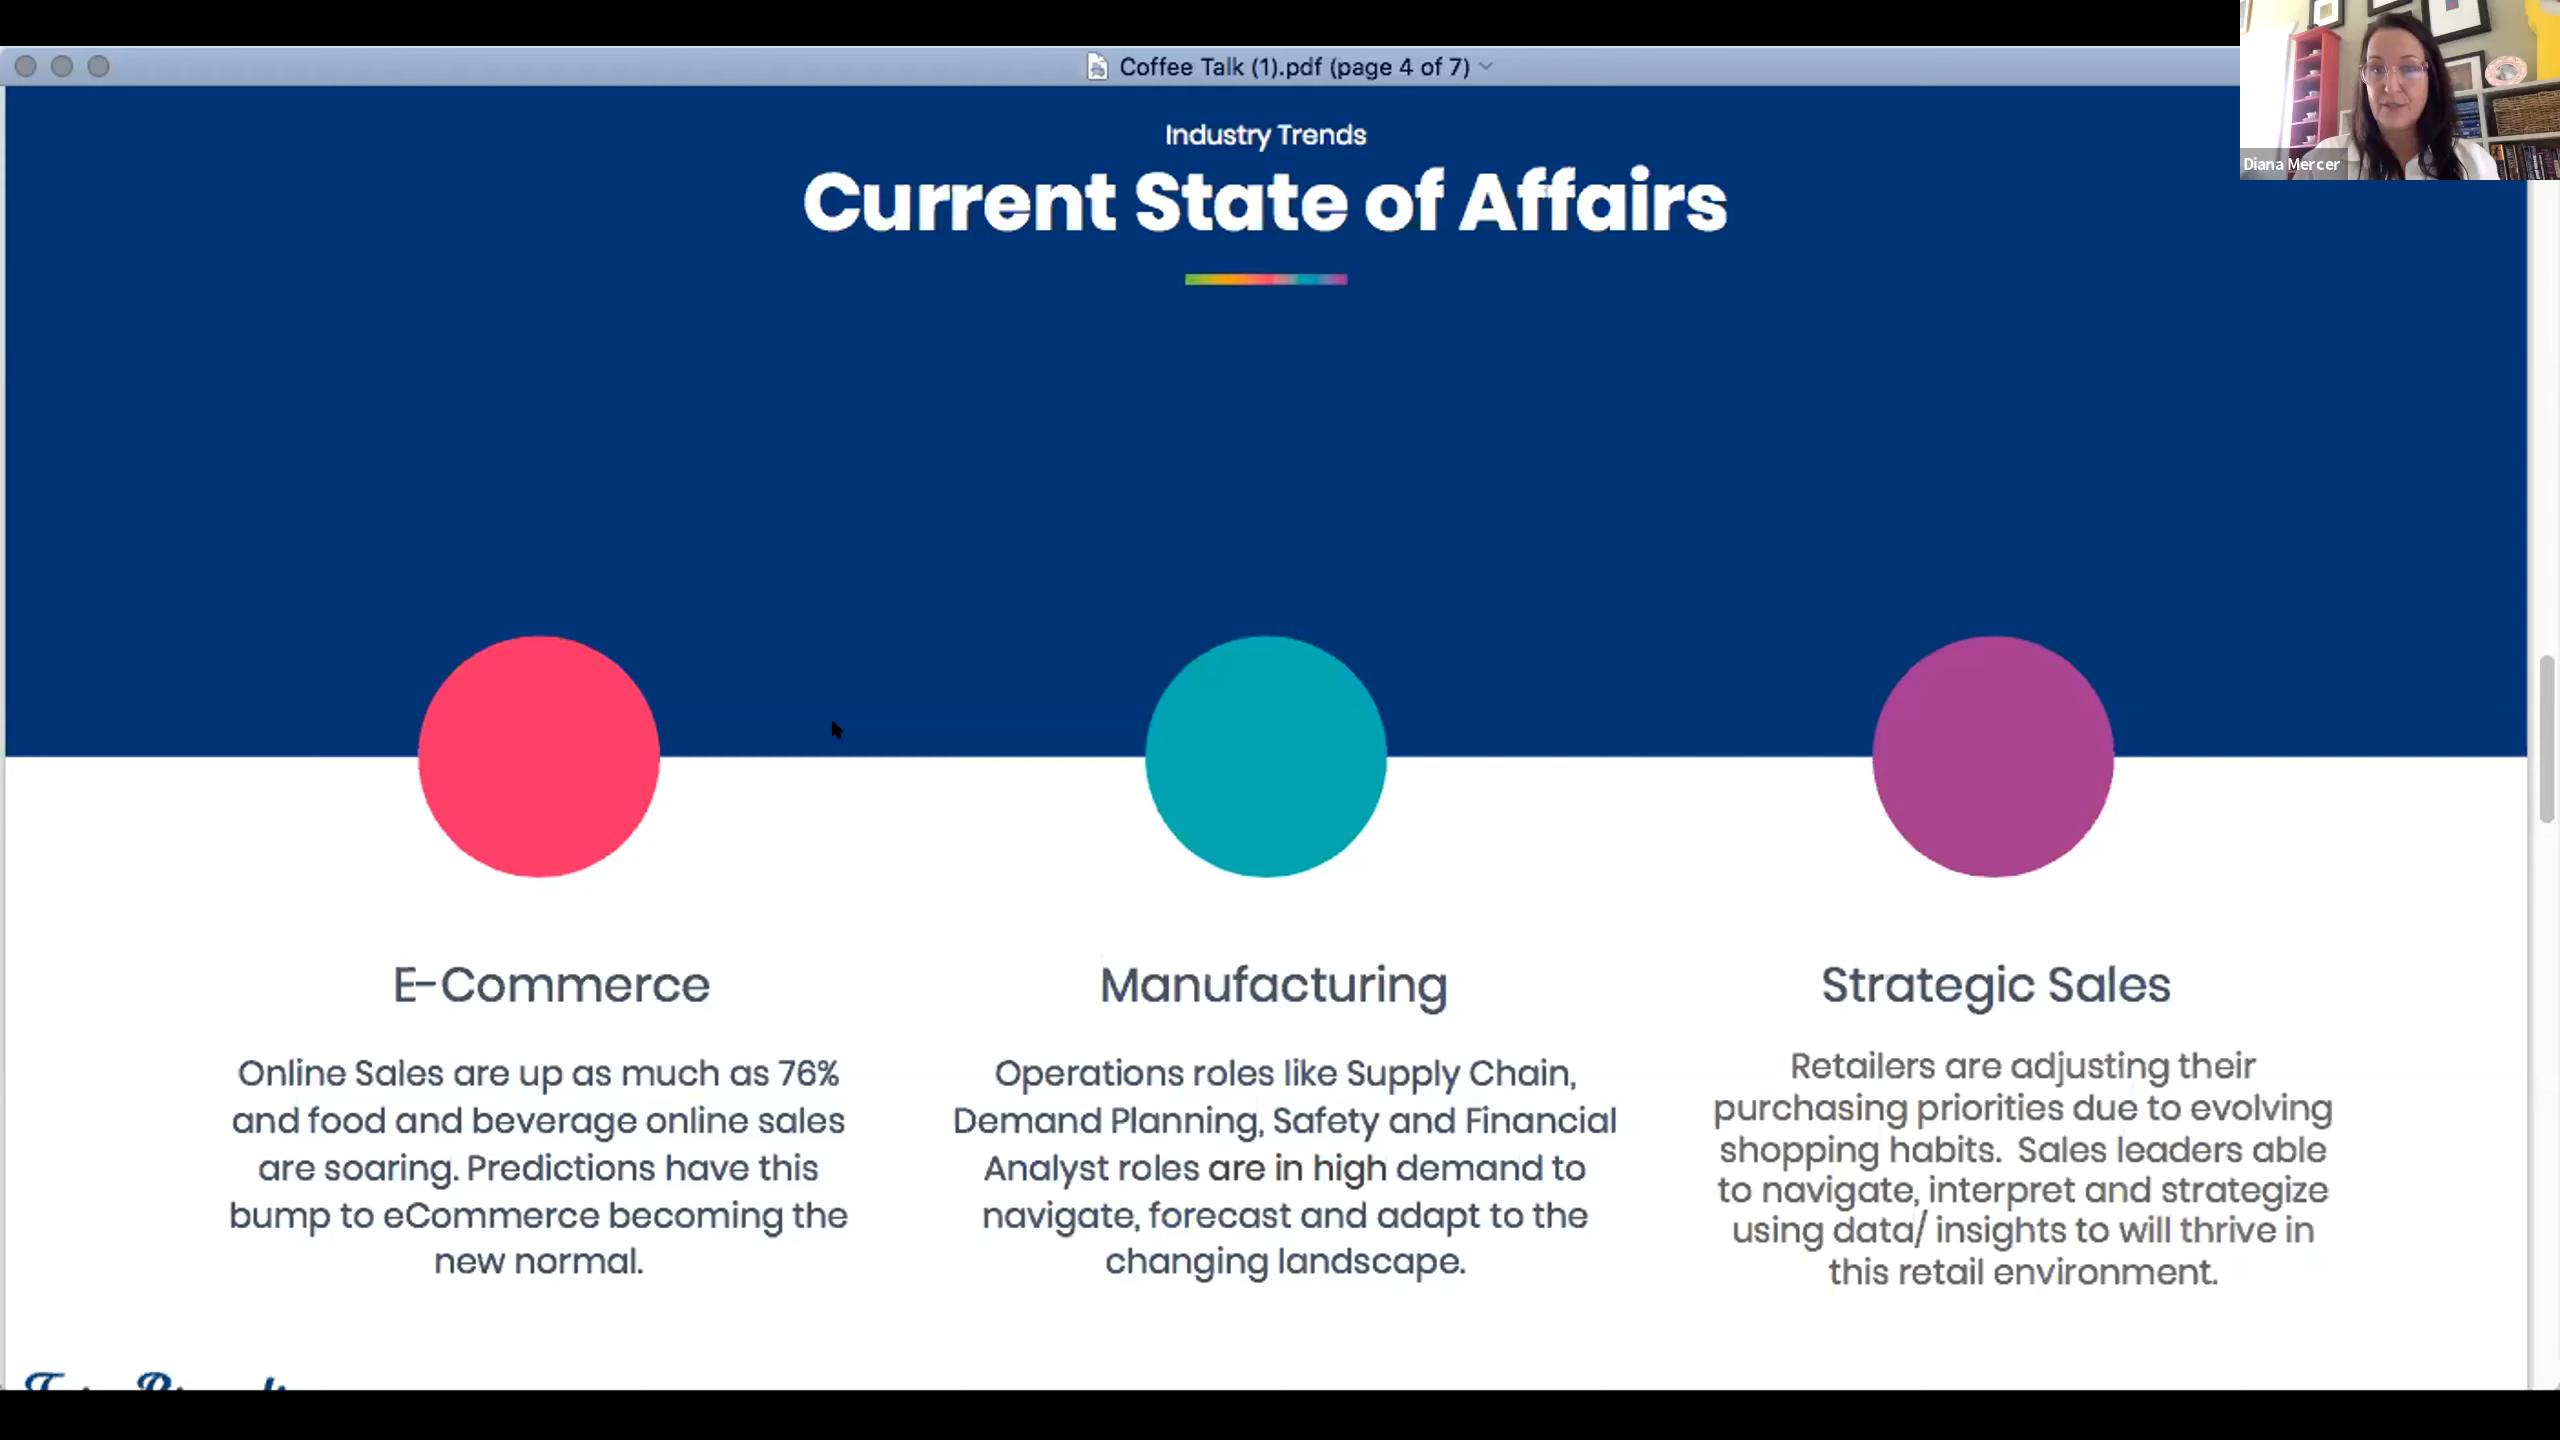 Coffee Talk (1).pdf (page 4 of 7)
Diana Mercer
Industry Trends
Current State of Affairs
E-Commerce
Online Sales are up as much as 76%
and food and beverage online sales
are soaring. Predictions have this
bump to eCommerce becoming the
new normal.
Manufacturing
Operations roles like Supply Chain,
Demand Planning, Safety and Financial
Analyst roles are in high demand to
navigate, forecast and adapt to the
changing landscape.
Strategic Sales
Retailers are adjusting their
purchasing priorities due to evolving
shopping habits.  Sales leaders able
to navigate, interpret and strategize
using data/ insights to will thrive in
this retail environment.